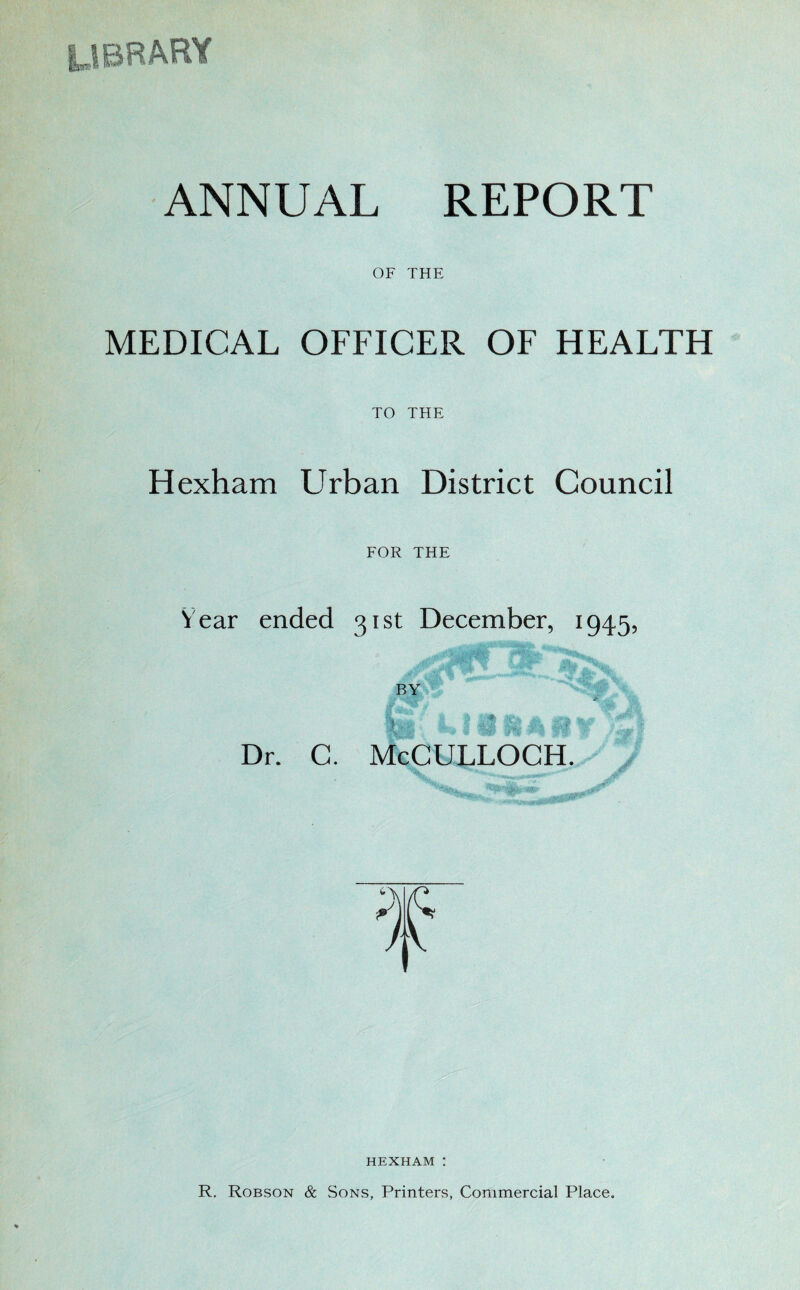 LIBRARY
ANNUAL REPORT
OF THE
MEDICAL OFFICER OF HEALTH
TO THE
Hexham Urban District Council
FOR THE
Year ended 31st December, 1945,
BY
LIBRARY
Dr. C. McCULLOCH.
HEXHAM :
R. ROBSON & SONS, Printers, Commercial Place.